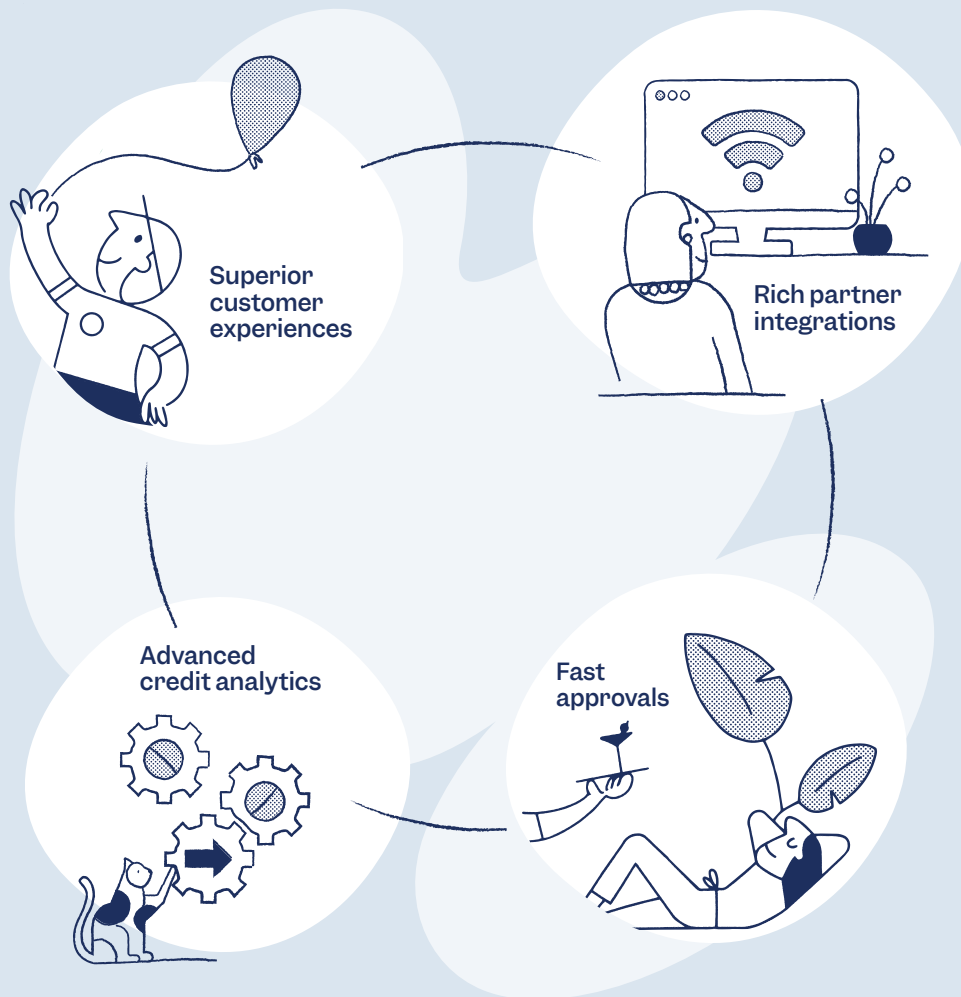 Superior
customer
experiences
Rich partner
integrations
Advanced
credit analytics
Fast
approvals